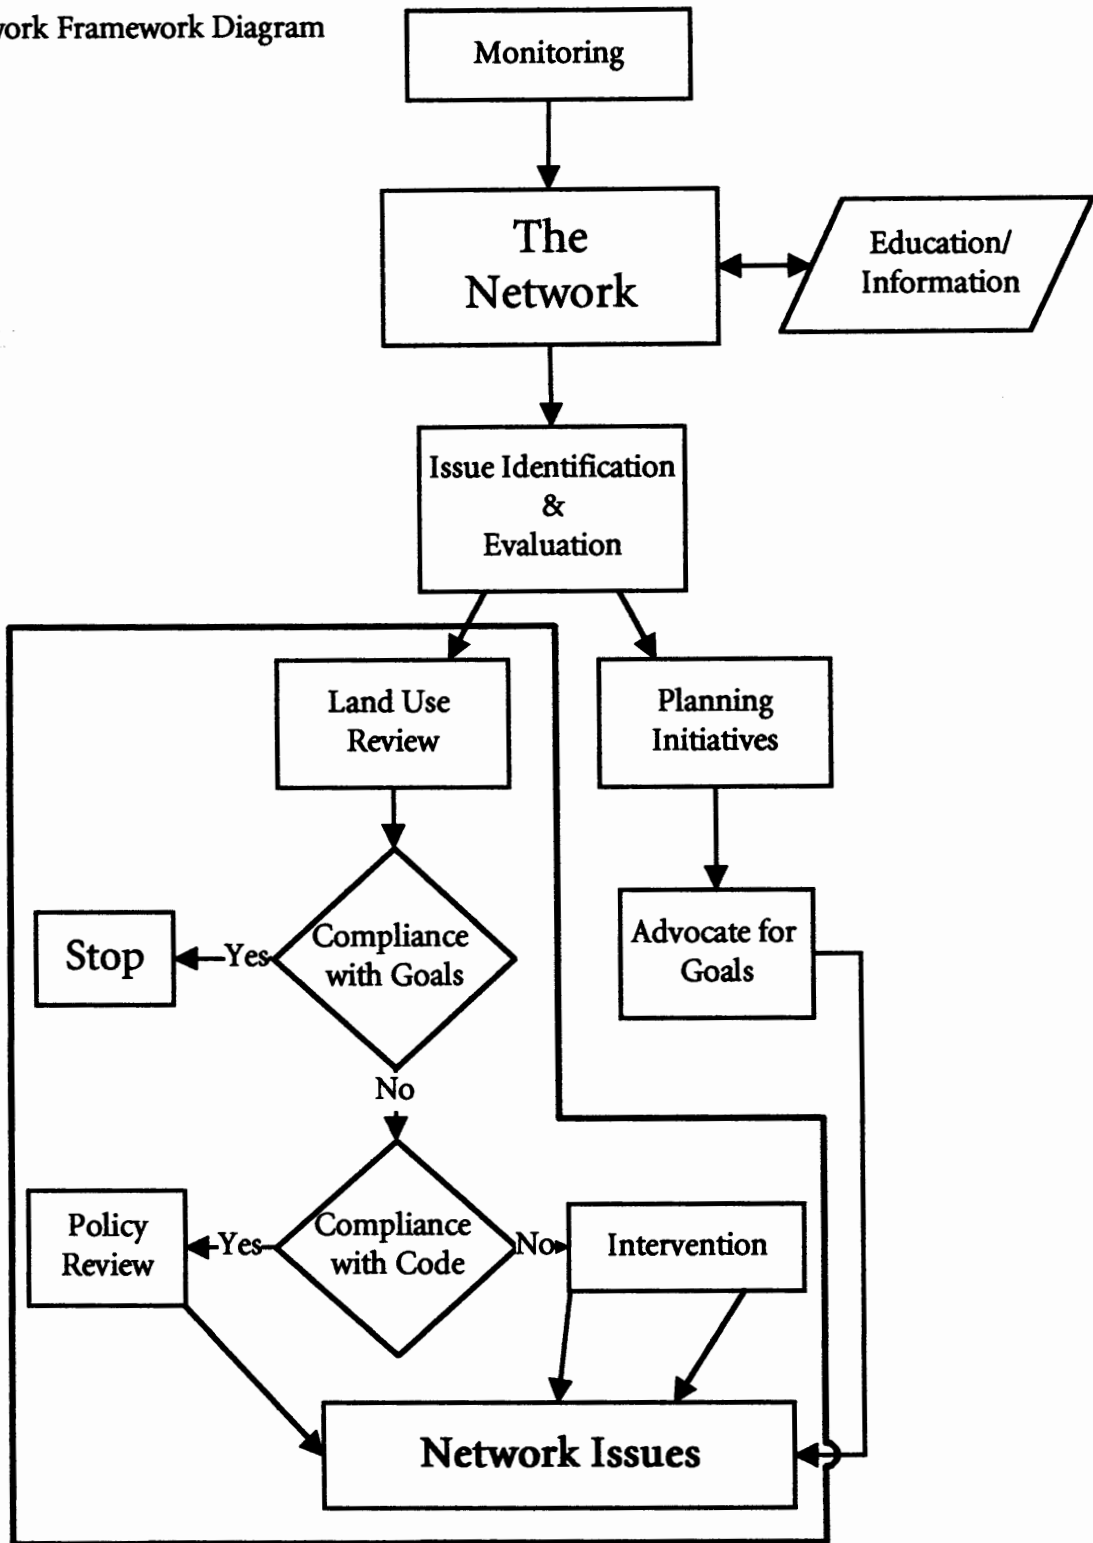 Framework Diagram
Monitoring
The
Network
Education/
Information
Issue Identification
&
Evaluation
Land Use
Review
Planning
Initiatives
Stop
Yes
Compliance
with Goals
Advocate for
Goals
No
Policy
Review
Yes
Compliance
with Code
No
Intervention
Network Issues